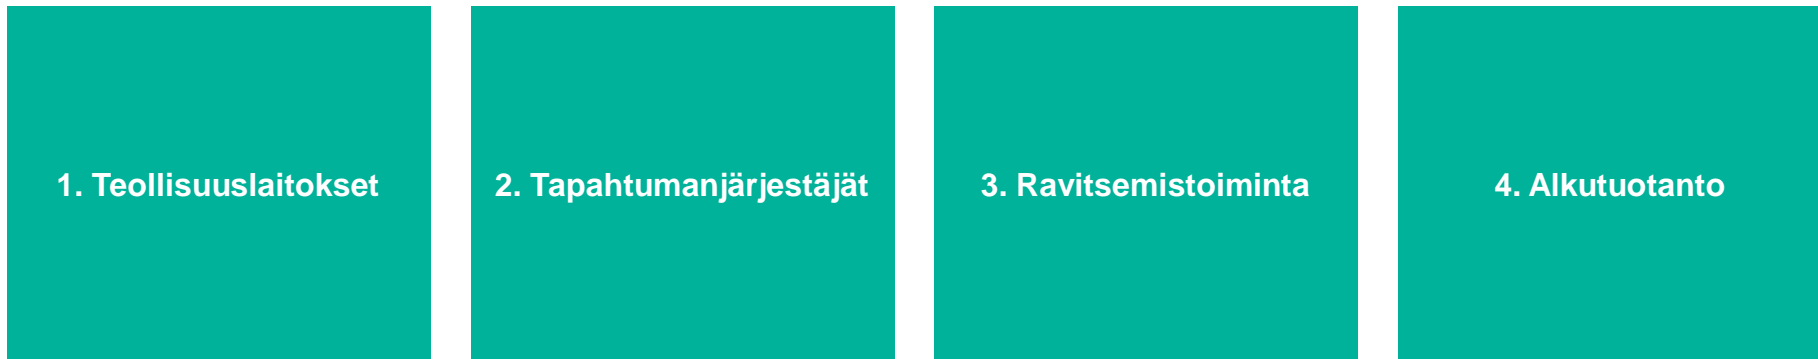 1. Teollisuuslaitokset
2. Tapahtumanjärjestäjät
3. Ravitsemistoiminta
4. Alkutuotanto